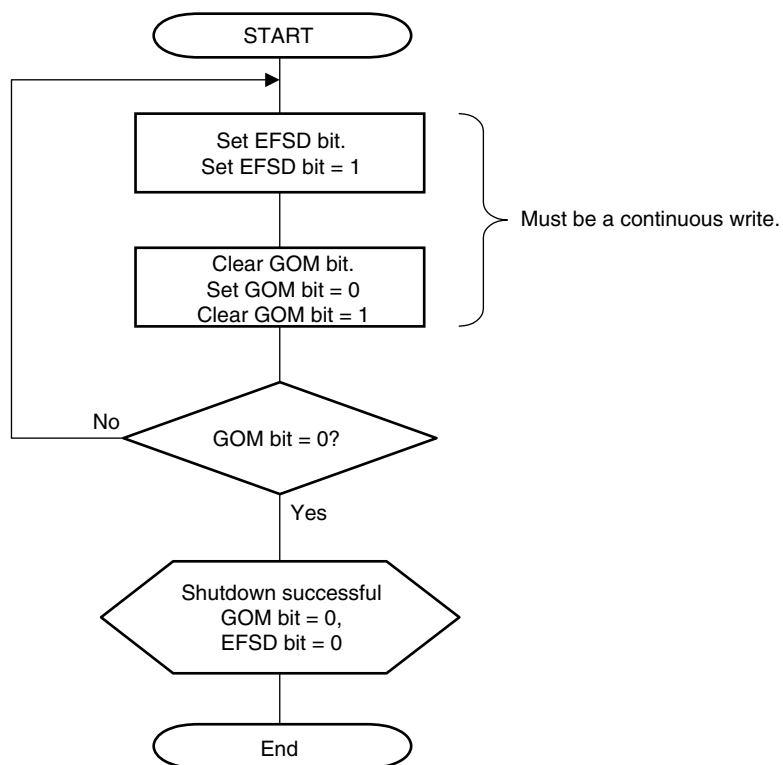 START
Set EFSD bit.
Set EFSD bit = 1
Must be a continuous write.
Clear GOM bit.
Set GOM bit = 0
Clear GOM bit = 1
No
GOM bit = 0?
Yes
Shutdown successful
GOM bit = 0,
EFSD bit = 0
End